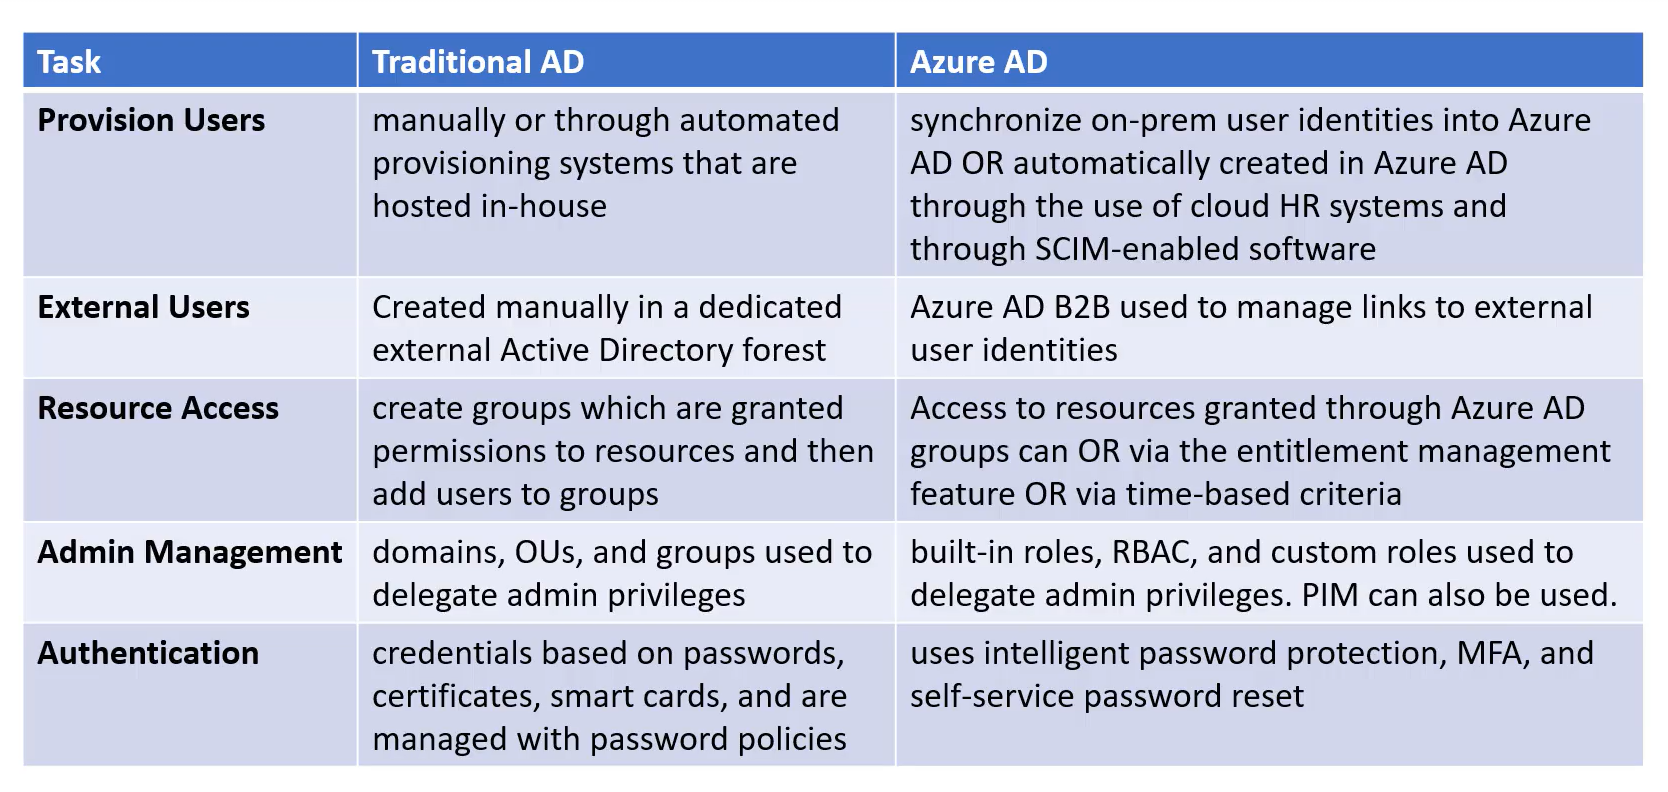 Task
Traditional AD
Azure AD
Provision Users
manually or through automated
provisioning systems that are
hosted in-house
synchronize on-prem user identities into Azure
AD OR automatically created in Azure AD
through the use of cloud HR systems and
through SCIM-enabled software
External Users
Created manually in a dedicated
external Active Directory forest
Azure AD B2B used to manage links to external
user identities
Resource Access
create groups which are granted
permissions to resources and then
add users to groups
Access to resources granted through Azure AD
groups can OR via the entitlement management
feature OR via time-based criteria
Admin Management
domains, OUs, and groups used to
delegate admin privileges
built-in roles, RBAC, and custom roles used to
delegate admin privileges. PIM can also be used.
Authentication
credentials based on passwords,
certificates, smart cards, and are
managed with password policies
uses intelligent password protection, MFA, and
self-service password reset